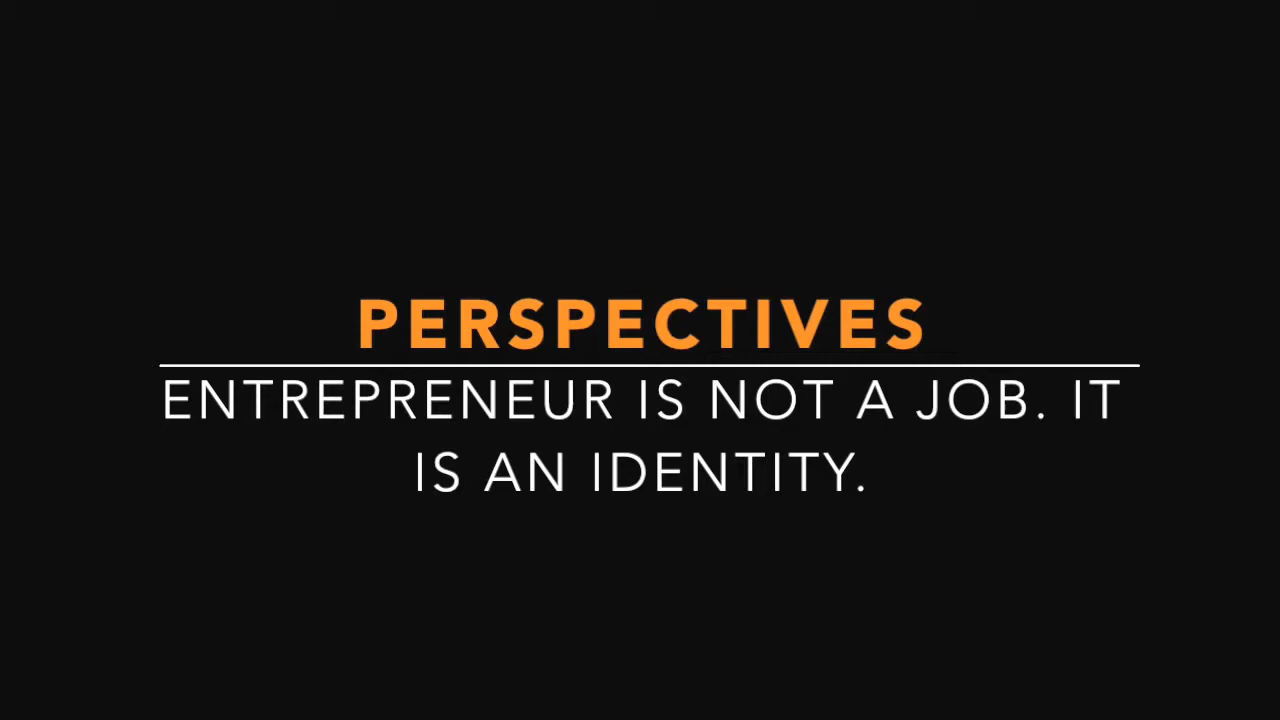 PERSPECTIVES
ENTREPRENEUR IS NOT A JOB. IT
IS AN IDENTITY.